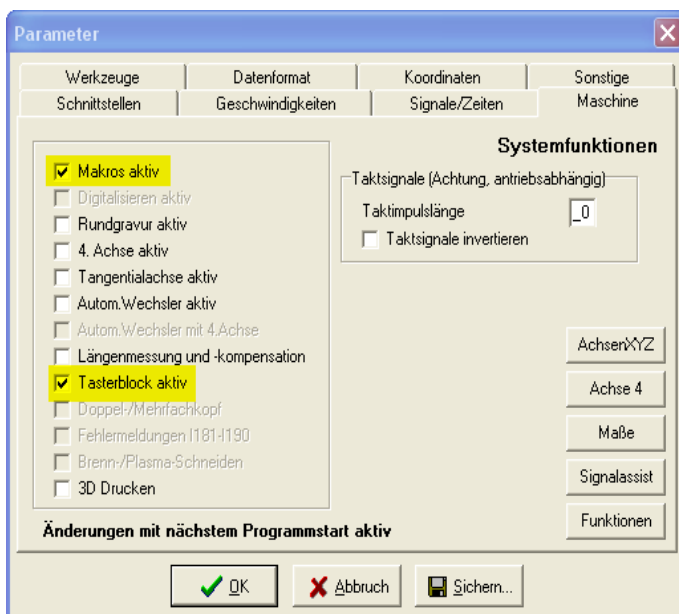 Parameter
Werkzeuge
Datenformat
Koordinaten
Sonstige
Schnittstellen
Geschwindigkeiten
Signale/Zeiten
Maschine
Systemfunktionen
Makros aktiv
Digitalisieren aktiv
Rundgravur aktiv
4. Achse aktiv
Tangentialachse aktiv
Autom.Wechsler aktiv
Autom.Wechsler mit 4.Achse
Längenmessung und -kompensation
Tasterblock aktiv
Doppel-/Mehrfachkopf
Fehlermeldungen I181-I190
Brenn-/Plasma-Schneiden
3D Drucken
Taktsignale (Achtung, antriebsabhängig)
Taktimpulslänge
_0
Taktsignale invertieren
AchsenXYZ
Achse 4
Maße
Signalassist
Funktionen
Änderungen mit nächstem Programmstart aktiv
OK
Abbruch
Sichern...